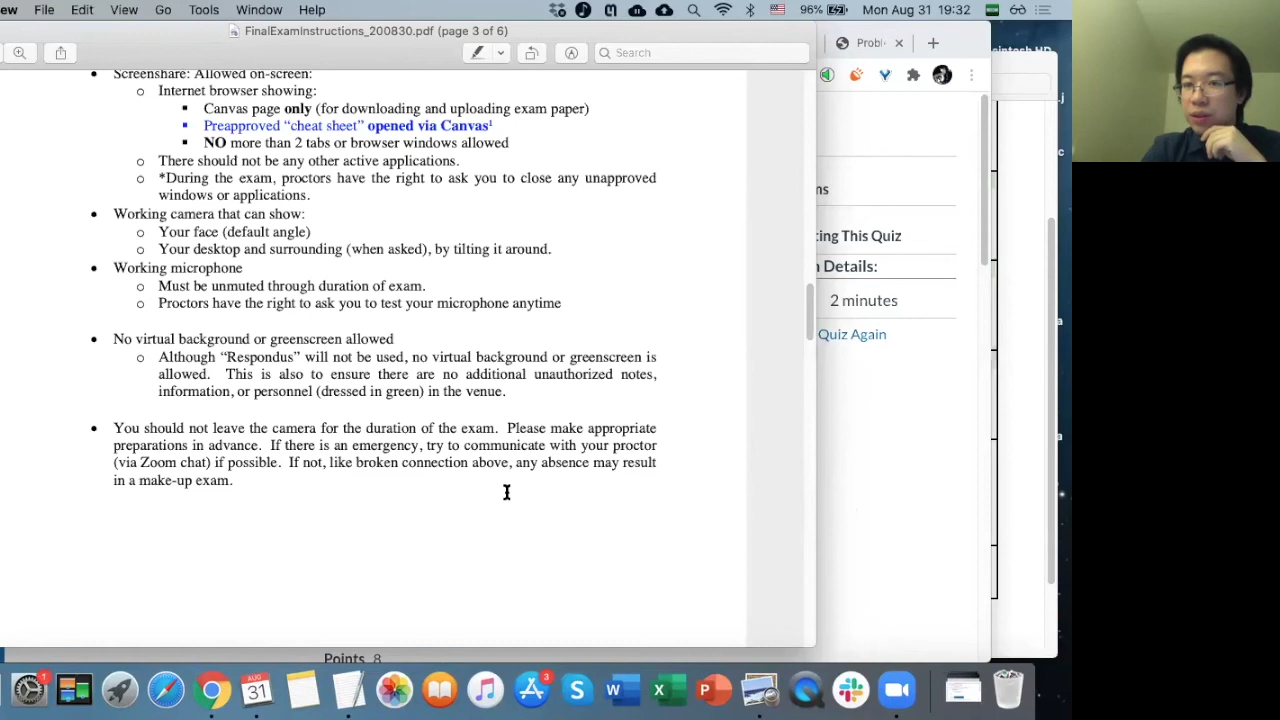 ew File Edit View Go Tools Window Help 96% Mon Aug 31 19:32
FinalExamInstructions_200830.pdf (page 3 of 6)
Search
Screenshare: Allowed on-screen:
o Internet browser showing:
▪ Canvas page only (for downloading and uploading exam paper)
▪ Preapproved “cheat sheet” opened via Canvas¹
▪ NO more than 2 tabs or browser windows allowed
o There should not be any other active applications.
o *During the exam, proctors have the right to ask you to close any unapproved
windows or applications.
• Working camera that can show:
o Your face (default angle)
o Your desktop and surrounding (when asked), by tilting it around.
• Working microphone
o Must be unmuted through duration of exam.
o Proctors have the right to ask you to test your microphone anytime
• No virtual background or greenscreen allowed
o Although “Respondus” will not be used, no virtual background or greenscreen is
allowed. This is also to ensure there are no additional unauthorized notes,
information, or personnel (dressed in green) in the venue.
• You should not leave the camera for the duration of the exam. Please make appropriate
preparations in advance. If there is an emergency, try to communicate with your proctor
(via Zoom chat) if possible. If not, like broken connection above, any absence may result
in a make-up exam.
Probl
ns
ting This Quiz
n Details:
2 minutes
Quiz Again
Points 8
intosh HD
.j
c
a
a
1
AUG
31
3
S
W
X
P